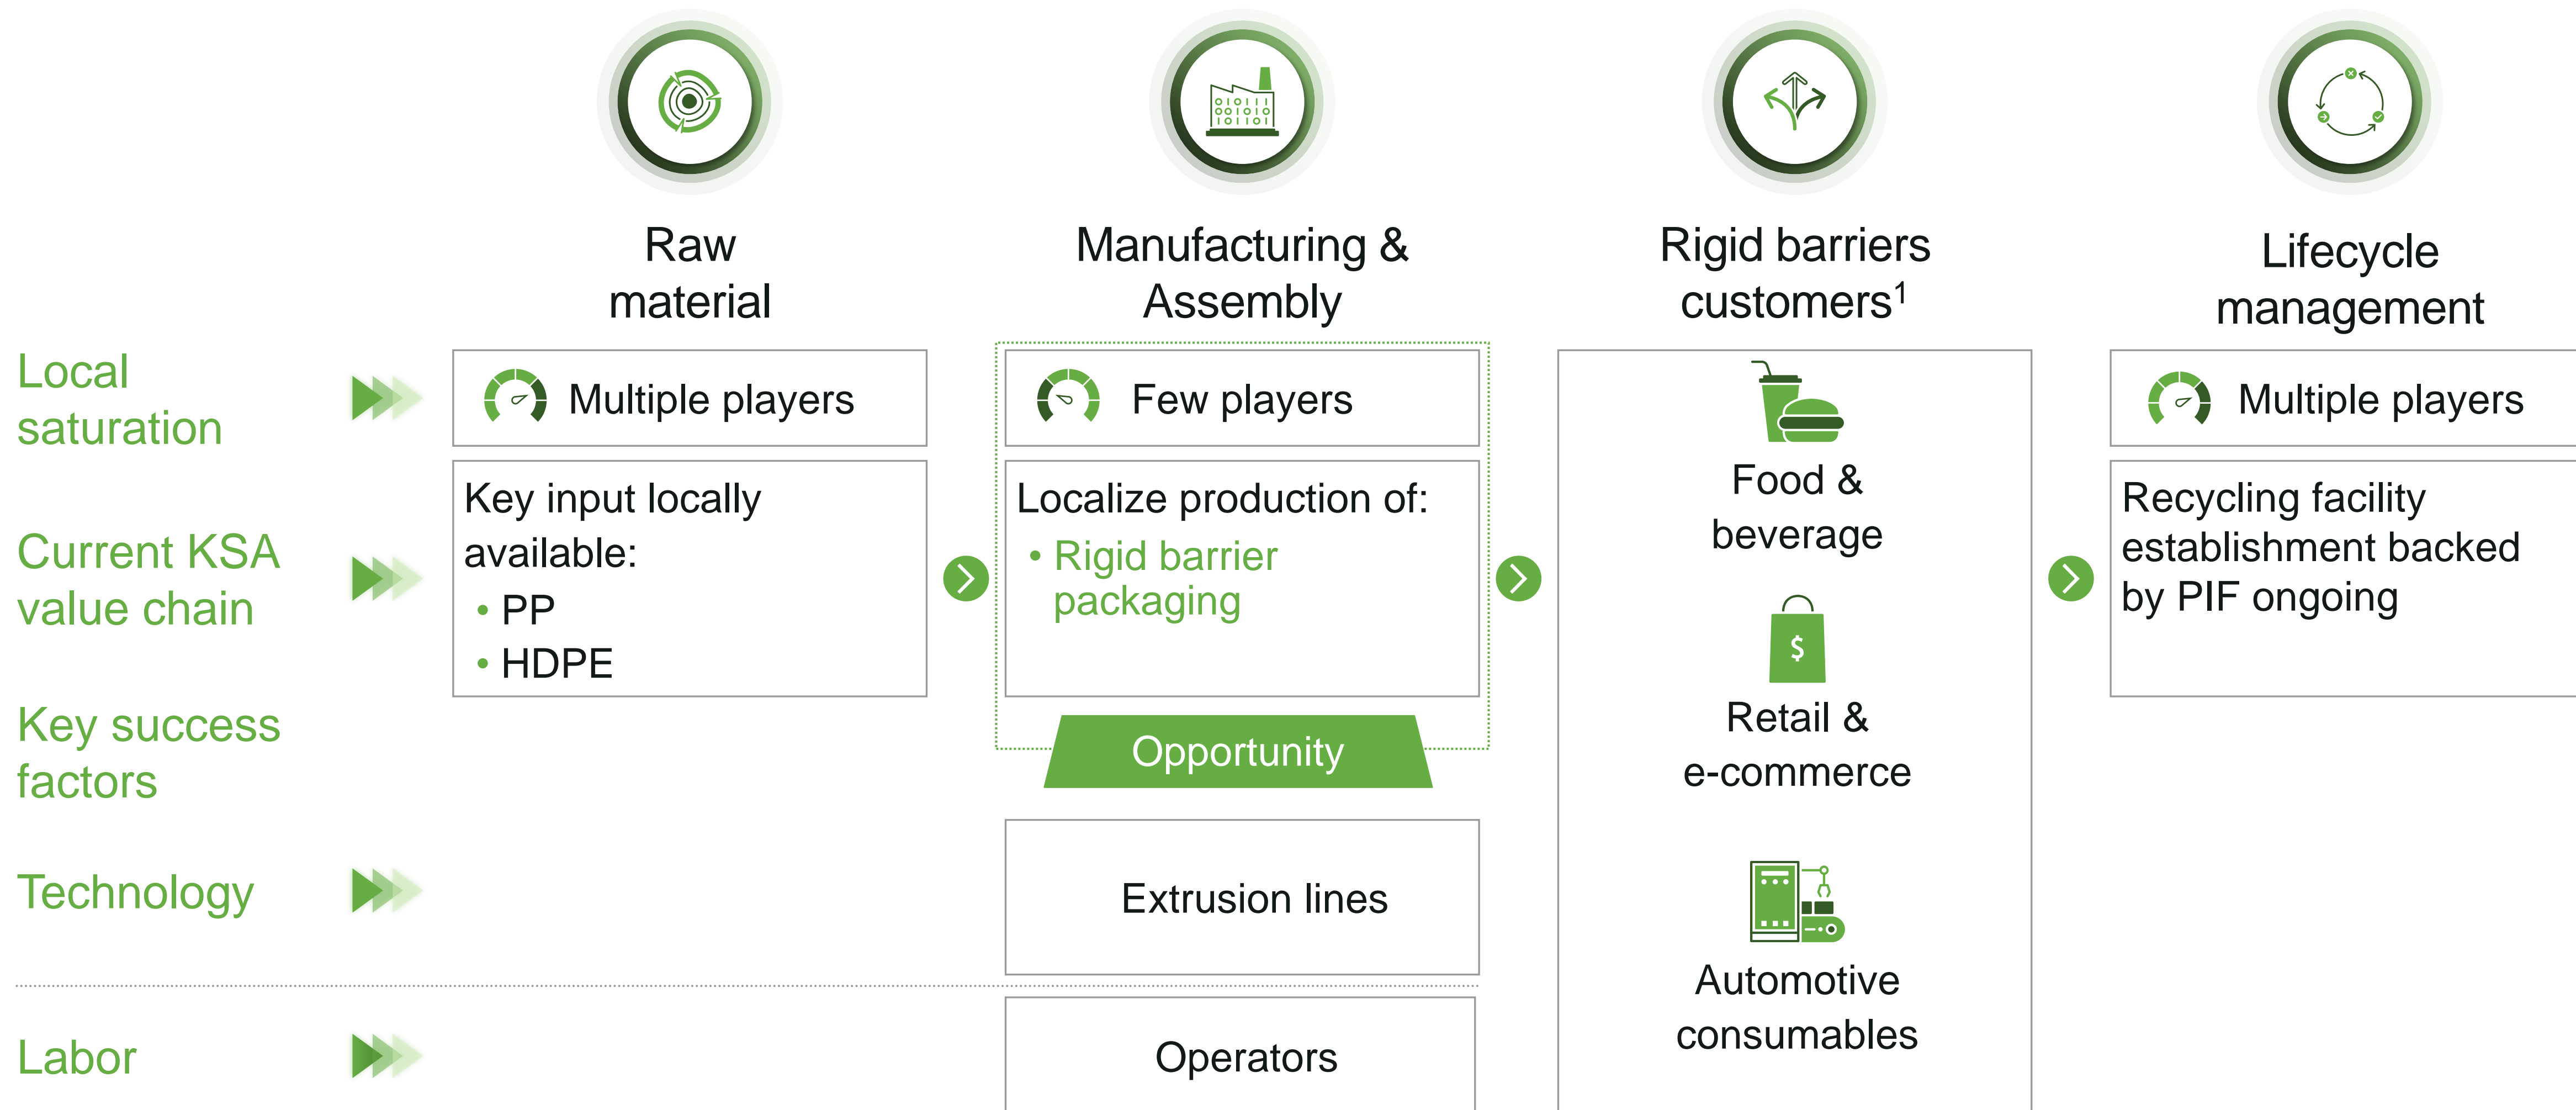 Raw
material
Manufacturing &
Assembly
Rigid barriers
customers¹
Lifecycle
management
Local
saturation
Multiple players
Few players
Multiple players
Current KSA
value chain
Key input locally
available:
• PP
• HDPE
Localize production of:
• Rigid barrier
packaging
Food &
beverage
$
Retail &
e-commerce
Automotive
consumables
Recycling facility
establishment backed
by PIF ongoing
Key success
factors
Opportunity
Technology
Extrusion lines
Labor
Operators